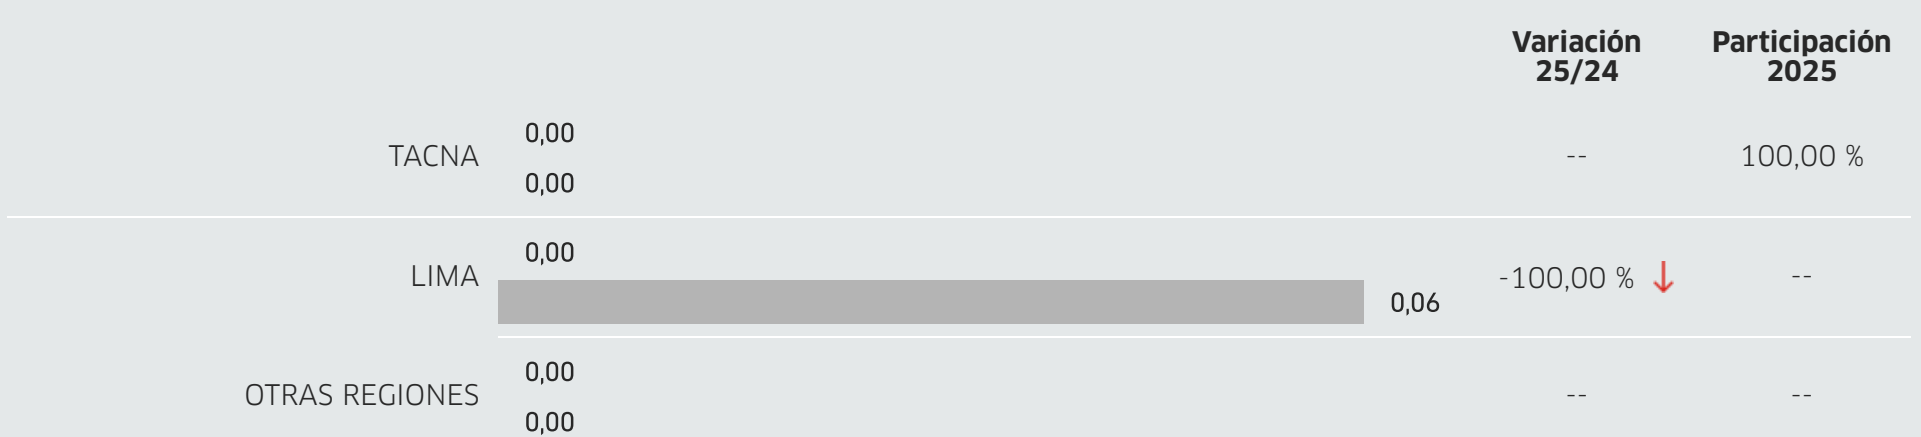 Variación
25/24
Participación
2025
0,00
TACNA
0,00
--
100,00 %
0,00
LIMA
0,06
-100,00 %
--
0,00
OTRAS REGIONES
0,00
--
--